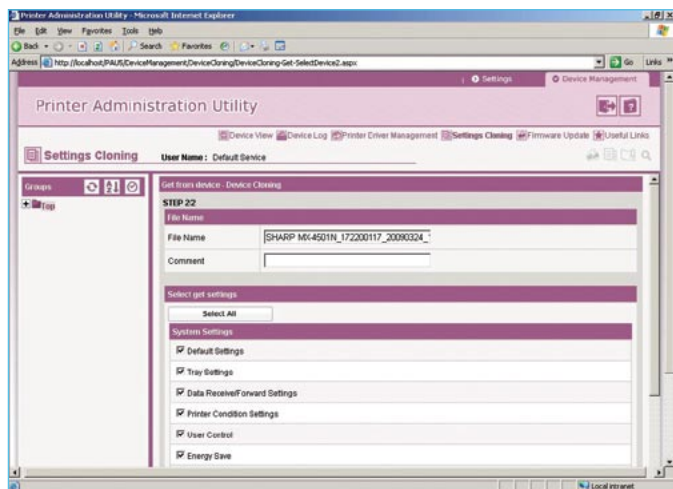 Printer Administration Utility - Microsoft Internet Explorer
File Edit View Favorites Tools Help
Back Search Favorites
Address http://localhost/PAUS/DeviceManagement/DeviceCloning/DeviceCloning-Get-SelectDevice2.aspx Go Links »
Settings Device Management
Printer Administration Utility
Device View Device Log Printer Driver Management Settings Cloning Firmware Update Useful Links
Settings Cloning User Name : Default Service
Groups
Top
Get from device - Device Cloning
STEP 2/2
File Name
File Name SHARP MX-4501N_172200117_20090324_
Comment
Select get settings
Select All
System Settings
Default Settings
Tray Settings
Data Receive/Forward Settings
Printer Condition Settings
User Control
Energy Save
Local intranet